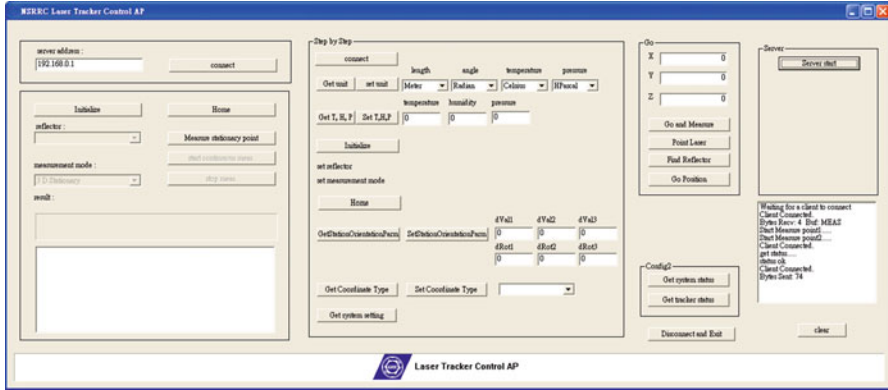 NSRRC Laser Tracker Control AP
server address :
192.168.0.1
connect
Initialize
Home
reflector :
Measure stationary point
start continuous meas
measurement mode :
3 D Stationary
stop meas
result :
Step by Step
connect
length angle temperature pressure
Get unit set unit Meter Radian Celsius HPascal
temperature humidity pressure
Get T, H, P Set T,H,P 0 0 0
Initialize
set reflector
set measurement mode
Home
dVal1 dVal2 dVal3
GetStationOrientationParm SetStationOrientationParm 0 0 0
dRot1 dRot2 dRot3
0 0 0
Get Coordinate Type Set Coordinate Type
Get system setting
Go
X 0
Y 0
Z 0
Go and Measure
Point Laser
Find Reflector
Go Position
Config2
Get system status
Get tracker status
Disconnect and Exit
Server
Server start
Waiting for a client to connect
Client Connected.
Bytes Recv: 4 Buf: MEAS
Start Measure point1.....
Start Measure point2.....
Client Connected.
get status.....
status ok
Client Connected.
Bytes Sent: 74
clear
Laser Tracker Control AP